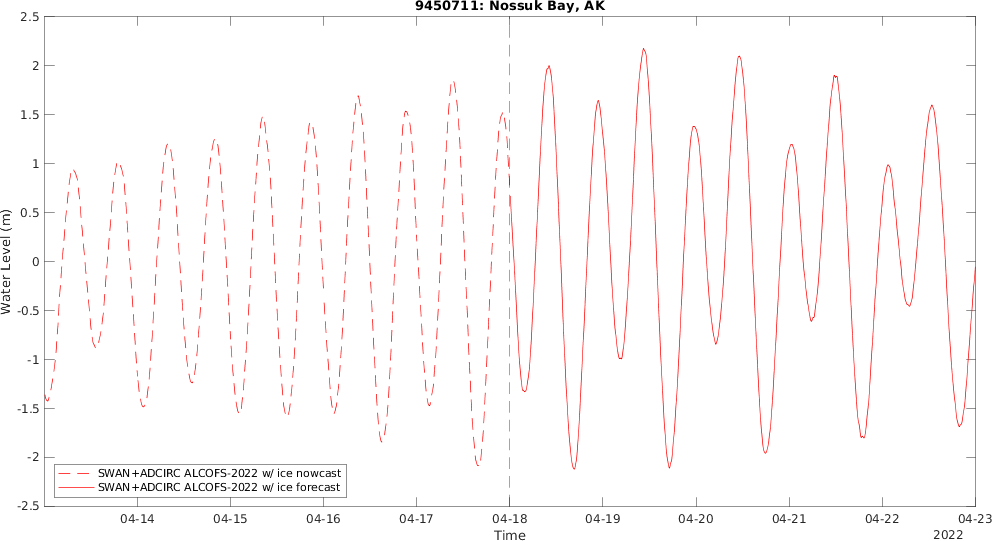 9450711: Nossuk Bay, AK
Water Level (m)
2.5
2
1.5
1
0.5
0
-0.5
-1
-1.5
-2
-2.5
SWAN+ADCIRC ALCOFS-2022 w/ ice nowcast
SWAN+ADCIRC ALCOFS-2022 w/ ice forecast
04-14 04-15 04-16 04-17 04-18 04-19 04-20 04-21 04-22 04-23
Time
2022